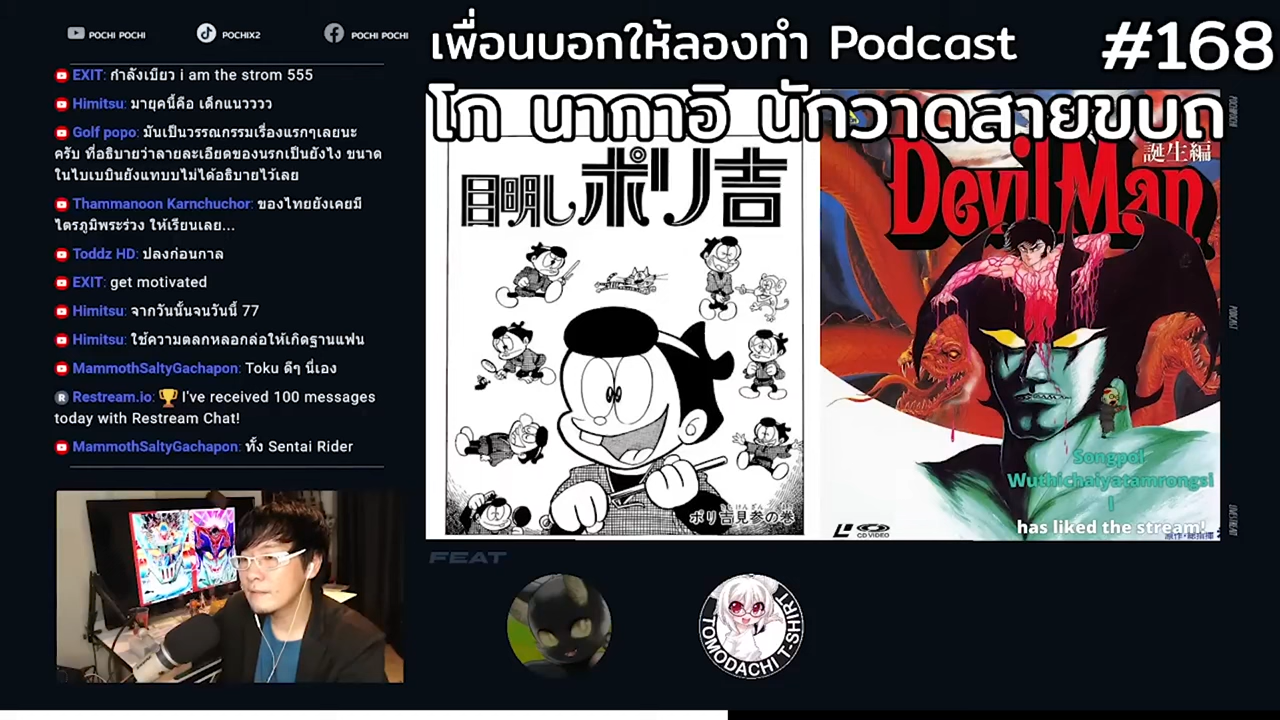 POCHI POCHI
POCHIX2
POCHI POCHI
เพื่อนบอกให้ลองทำ Podcast
#168
โก นากาอิ นักวาดสายขบถ
EXIT: กำลังเบียว i am the strom 555
Himitsu: มายุคนี้คือ เด็กแนวววว
Golf popo: มันเป็นวรรณกรรมเรื่องแรกๆเลยนะ
ครับ ที่อธิบายว่าลายละเอียดของนรกเป็นยังไง ขนาด
ในไบเบบินยังแทบบไม่ได้อธิบายไว้เลย
Thammanoon Karnchuchor: ของไทยยังเคยมี
ไตรภูมิพระร่วง ให้เรียนเลย...
Toddz HD: ปลงก่อนกาล
EXIT: get motivated
Himitsu: จากวันนั้นจนวันนี้ 77
Himitsu: ใช้ความตลกหลอกล่อให้เกิดฐานแฟน
MammothSaltyGachapon: Toku ดีๆ นี่เอง
Restream.io: 🏆 I've received 100 messages
today with Restream Chat!
MammothSaltyGachapon: ทั้ง Sentai Rider
目明しポリ吉
ポリ吉見参の巻
誕生編
DevilMan
Songpol
Wuthichaiyatamrongsi
l
has liked the stream!
CD VIDEO
FEAT
TOMODACHI T-SHIRT